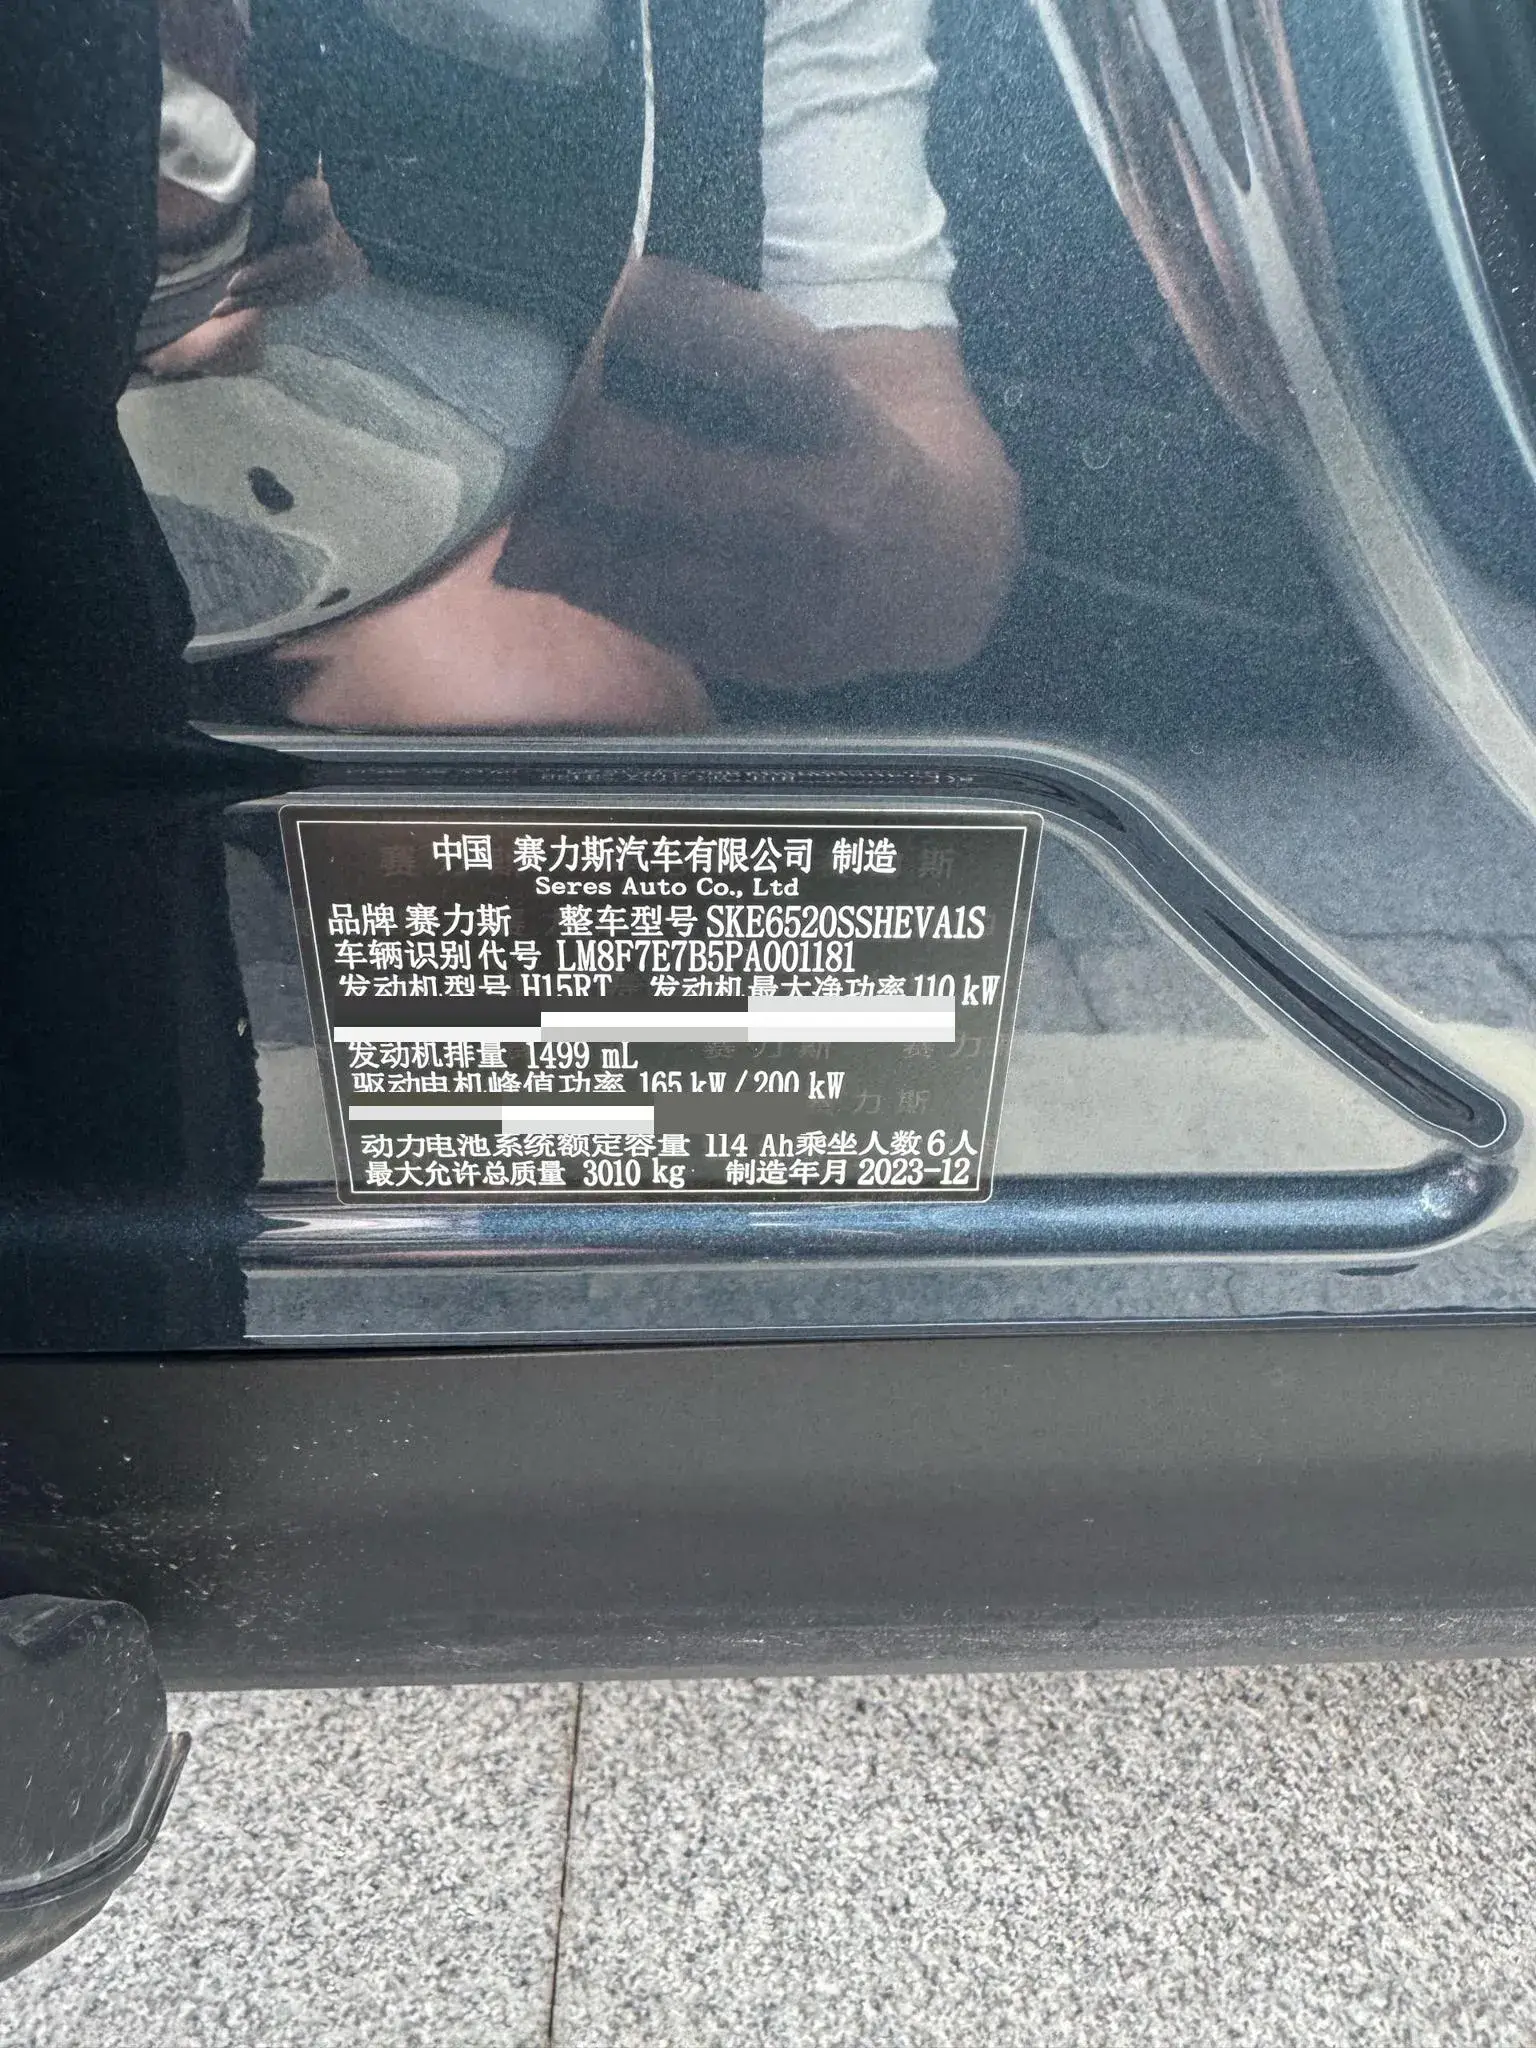 中国 赛力斯汽车有限公司 制造
Seres Auto Co., Ltd
品牌 赛力斯 整车型号 SKE6520SSHEVA1S
车辆识别代号 LM8F7E7B5PA001181
发动机型号 H15RT 发动机最大净功率 110 kW
发动机排量 1499 mL
驱动电机峰值功率 165 kW / 200 kW
动力电池系统额定容量 114 Ah 乘坐人数 6人
最大允许总质量 3010 kg 制造年月 2023-12